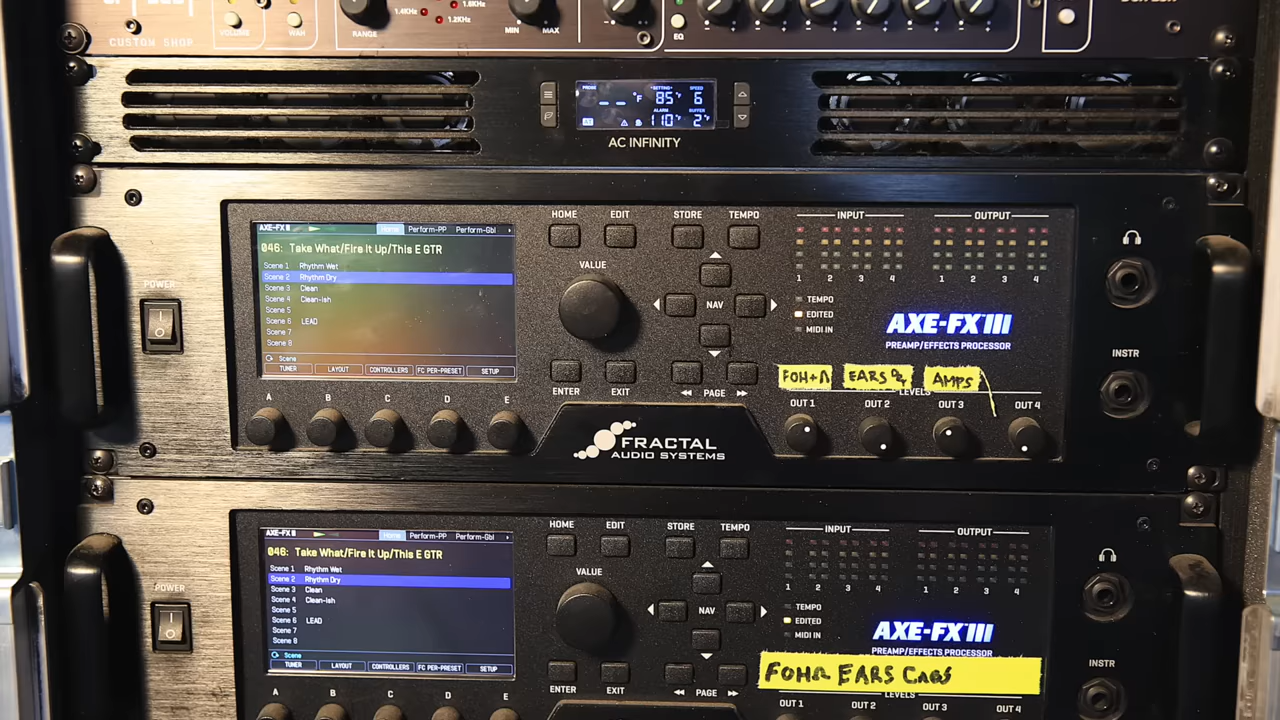 CUSTOM SHOP
VOLUME WAH
RANGE
1.4KHz
1.6KHz
1.2KHz
MIN MAX
EQ
PROBE SETTING SPEED
-- °F 85°F 6
ALARM BUFFER
110°F 2°F
AC INFINITY
POWER
AXE-FX III Home Perform-PP Perform-Gbl
046: Take What/Fire It Up/This E GTR
Scene 1 Rhythm Wet
Scene 2 Rhythm Dry
Scene 3 Clean
Scene 4 Clean-ish
Scene 5
Scene 6 LEAD
Scene 7
Scene 8
Scene
TUNER LAYOUT CONTROLLERS FC PER-PRESET SETUP
A B C D E
HOME EDIT STORE TEMPO
VALUE
NAV
ENTER EXIT PAGE
INPUT OUTPUT
1 2 3 4 1 2 3 4
TEMPO
EDITED
MIDI IN
AXE-FX III
PREAMP/EFFECTS PROCESSOR
FOH+ EARS AMPS
LEVELS
OUT 1 OUT 2 OUT 3 OUT 4
INSTR
FRACTAL
AUDIO SYSTEMS
POWER
AXE-FX III Home Perform-PP Perform-Gbl
046: Take What/Fire It Up/This E GTR
Scene 1 Rhythm Wet
Scene 2 Rhythm Dry
Scene 3 Clean
Scene 4 Clean-ish
Scene 5
Scene 6 LEAD
Scene 7
Scene 8
Scene
TUNER LAYOUT CONTROLLERS FC PER-PRESET SETUP
A B C D E
HOME EDIT STORE TEMPO
VALUE
NAV
ENTER EXIT PAGE
INPUT OUTPUT
1 2 3 4 1 2 3 4
TEMPO
EDITED
MIDI IN
AXE-FX III
PREAMP/EFFECTS PROCESSOR
FOHR EARS CABS
LEVELS
OUT 1 OUT 2 OUT 3 OUT 4
INSTR